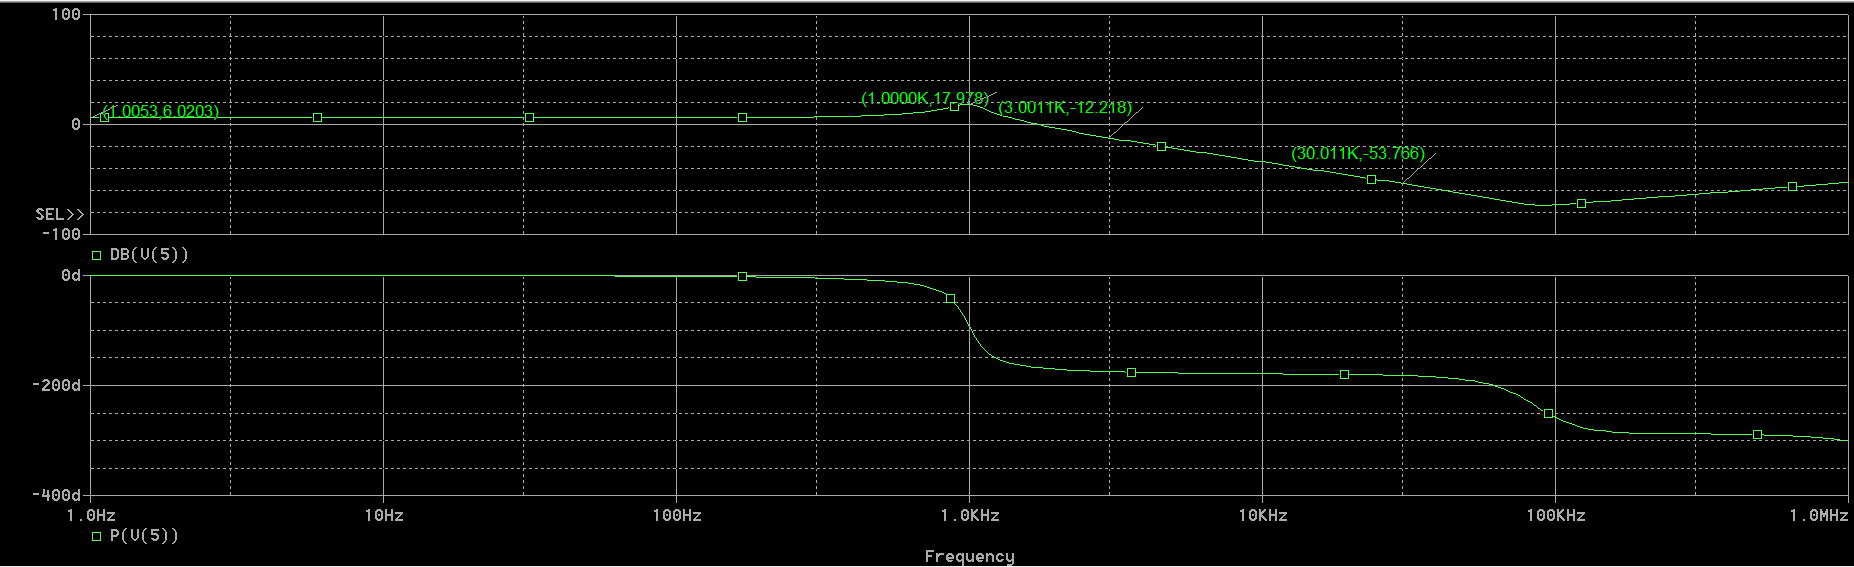 100
(1.0053,6.0203)
(1.0000K,17.978)
(3.0011K,-12.218)
0
(30.011K,-53.766)
SEL>>
-100
DB(V(5))
0d
-200d
-400d
1.0Hz 10Hz 100Hz 1.0KHz 10KHz 100KHz 1.0MHz
P(V(5))
Frequency